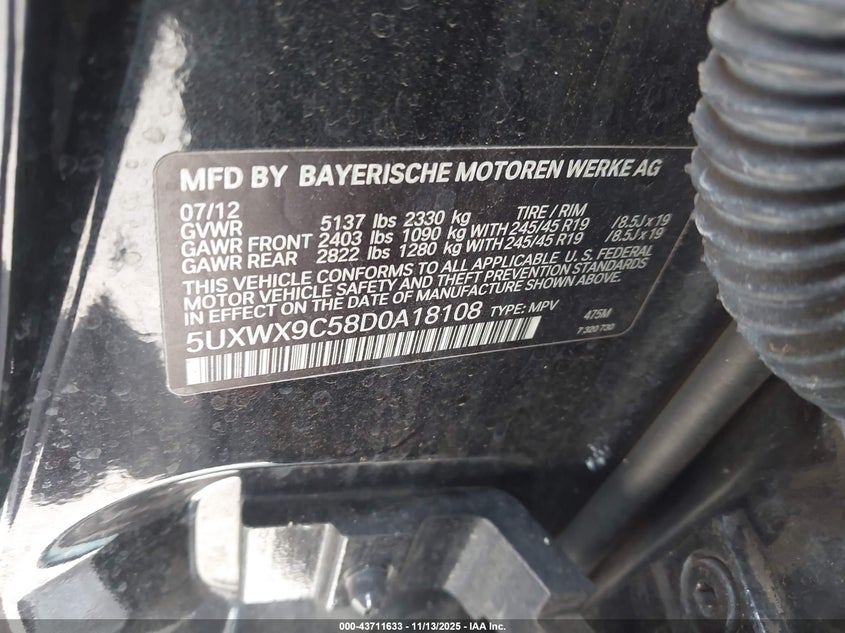 MFD BY BAYERISCHE MOTOREN WERKE AG
07/12 TIRE / RIM
GVWR 5137 lbs 2330 kg
GAWR FRONT 2403 lbs 1090 kg WITH 245/45 R19 /8.5J x 19
GAWR REAR 2822 lbs 1280 kg WITH 245/45 R19 /8.5J x 19
THIS VEHICLE CONFORMS TO ALL APPLICABLE U.S. FEDERAL
MOTOR VEHICLE SAFETY AND THEFT PREVENTION STANDARDS
IN EFFECT ON THE DATE OF MANUFACTURE SHOWN ABOVE.
5UXWX9C58D0A18108 TYPE: MPV 475M
7 320 730
000-43711633 - 11/13/2025 - IAA Inc.